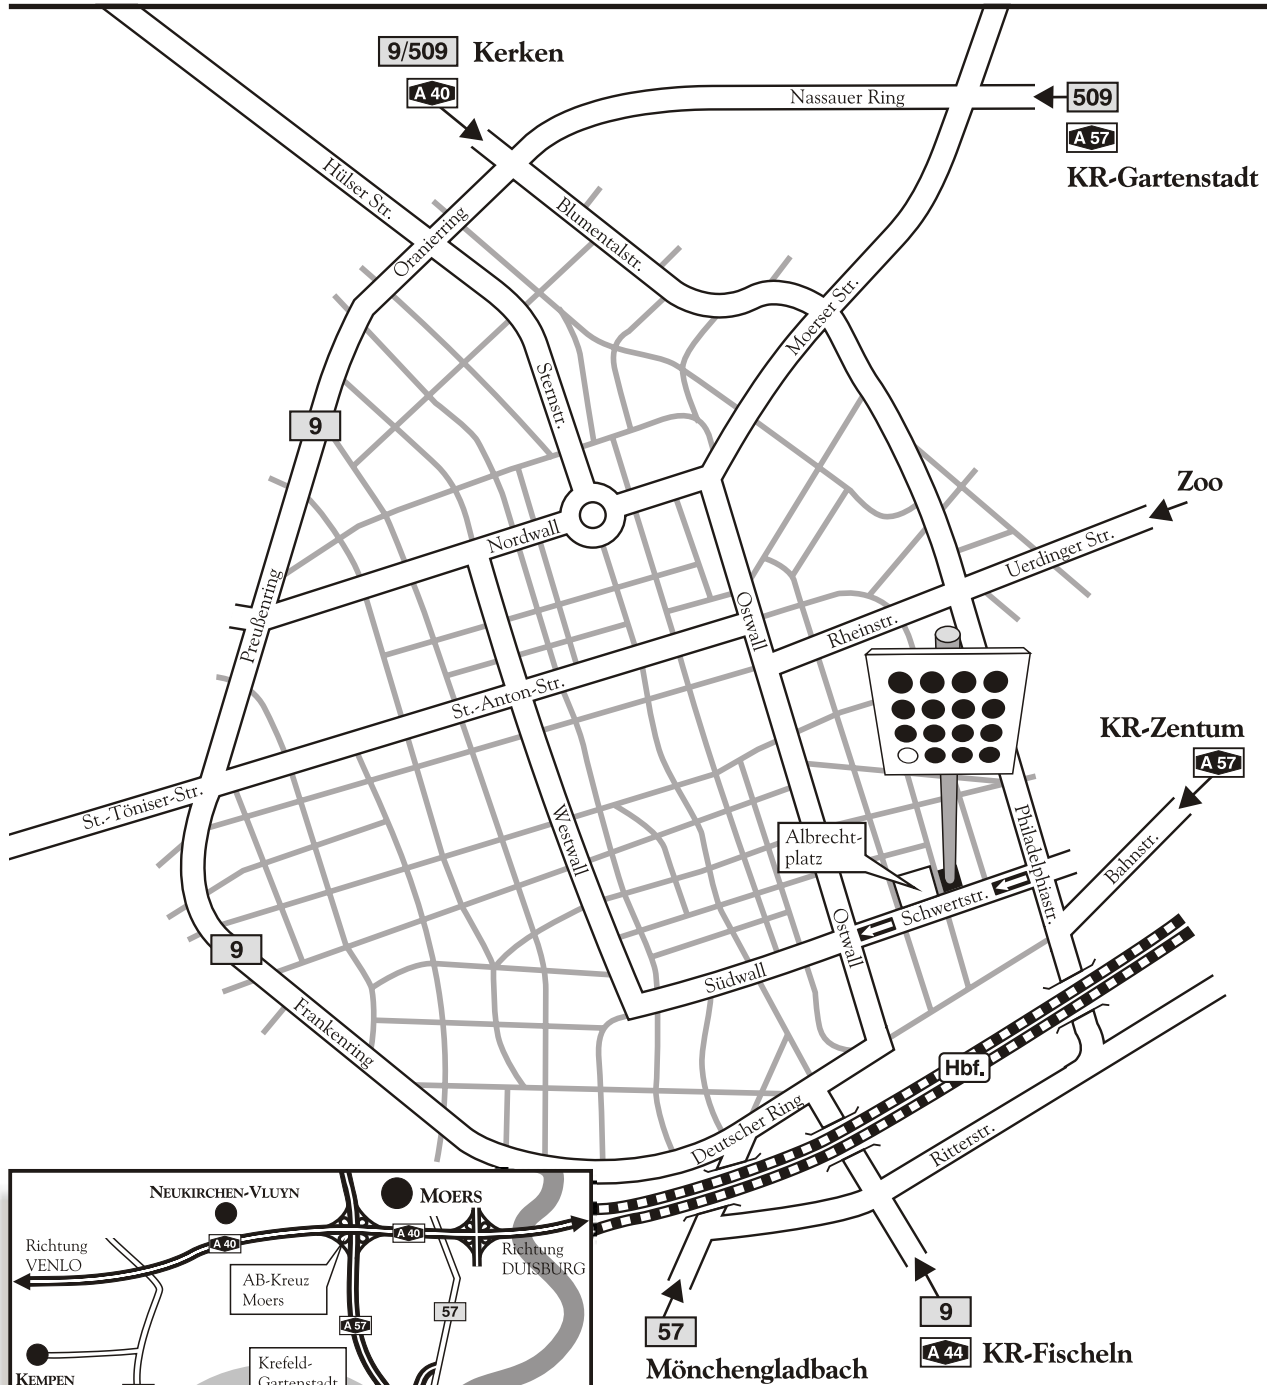 9/509 Kerken
A 40
Nassauer Ring
509
A 57
KR-Gartenstadt
Hülser Str.
Oranierring
Blumentalstr.
Moerser Str.
Sternstr.
9
Zoo
Nordwall
Uerdinger Str.
Preußenring
Ostwall
Rheinstr.
St.-Anton-Str.
KR-Zentum
A 57
St.-Töniser-Str.
Westwall
Albrecht-
platz
Philadelphiastr.
Bahnstr.
Schwertstr.
Ostwall
9
Südwall
Frankenring
Hbf.
Deutscher Ring
Ritterstr.
NEUKIRCHEN-VLUYN
MOERS
A 40
A 40
Richtung
VENLO
Richtung
DUISBURG
AB-Kreuz
Moers
57
A 57
KEMPEN
Krefeld-
Gartenstadt
57
Mönchengladbach
9
A 44 KR-Fischeln